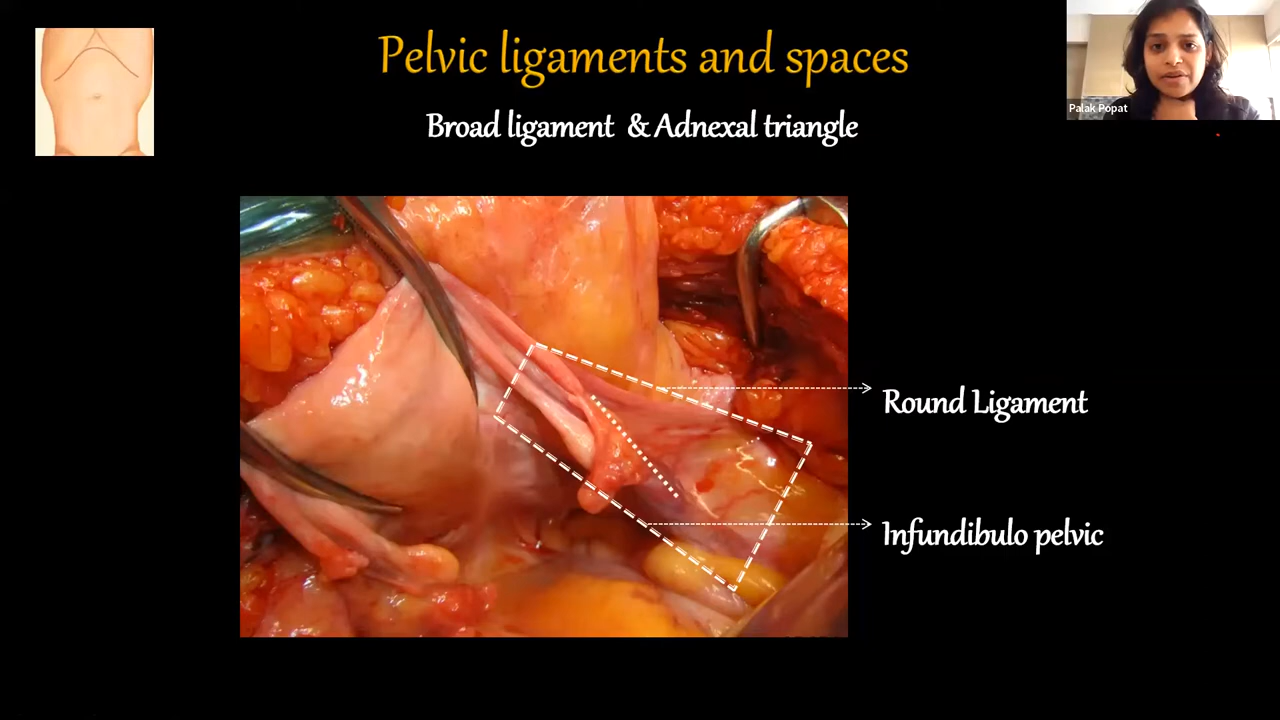 Pelvic ligaments and spaces
Palak Popat
Broad ligament & Adnexal triangle
Round Ligament
Infundibulo pelvic